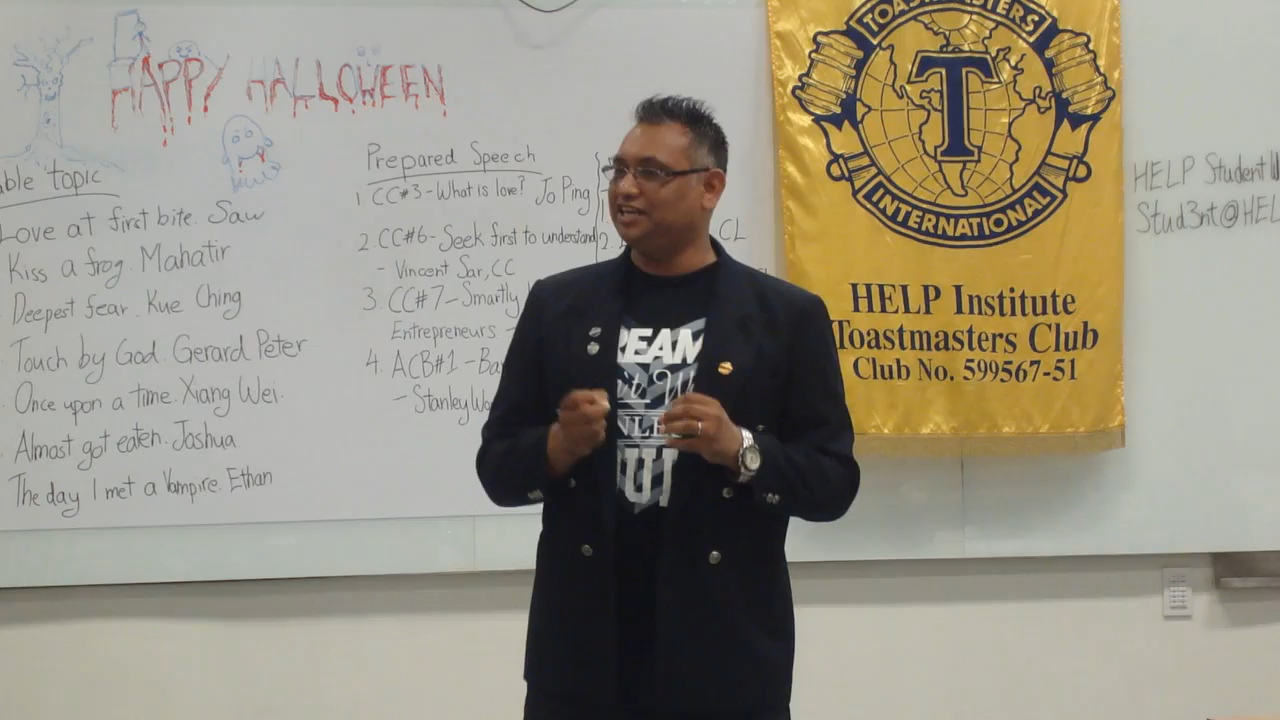 HAPPY HALLOWEEN
topic
Love at first bite. Saw
Kiss a frog. Mahatir
Deepest fear. Kue Ching
Touch by God. Gerard Peter
Once upon a time. Xiang Wei.
Almost got eaten. Joshua
The day I met a Vampire. Ethan
Prepared Speech
1 CC#3-What is love? Jo Ping
2. CC#6- Seek first to understand
- Vincent Sar, CC
3. CC#7-Smartly
Entrepreneurs -
4. ACB#1-
- Stanley
2.
CL
TOASTMASTERS
T
INTERNATIONAL
HELP Institute
Toastmasters Club
Club No. 599567-51
HELP Student
Stud3nt@HEL